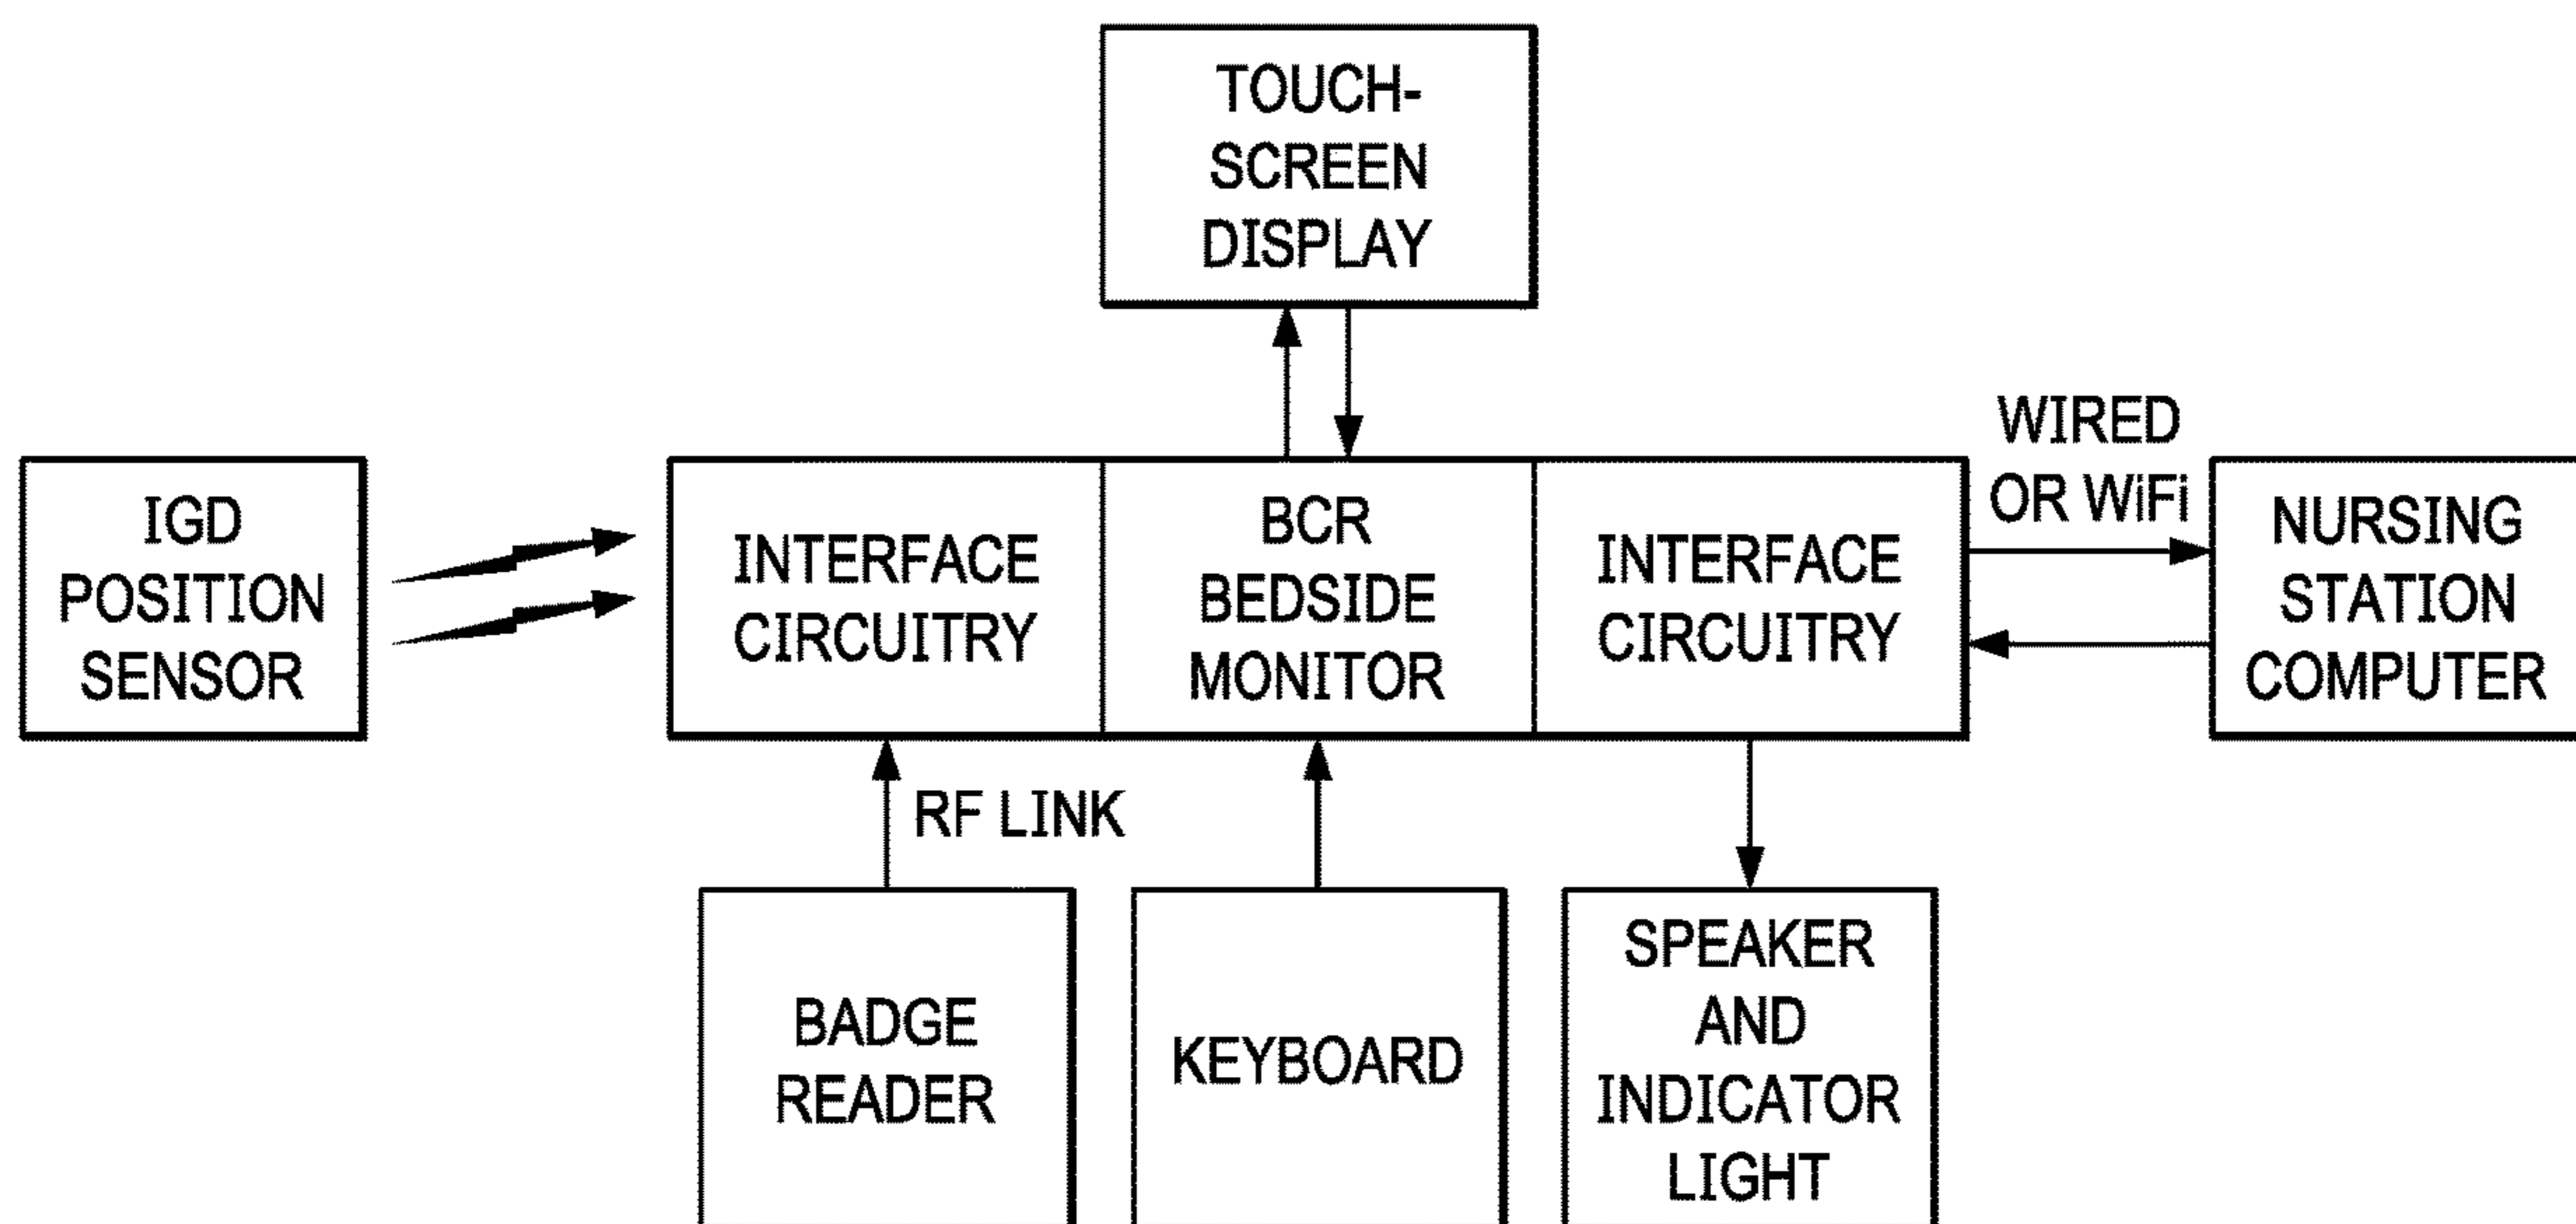 TOUCH-
SCREEN
DISPLAY
WIRED
OR WiFi
IGD
POSITION
SENSOR
INTERFACE
CIRCUITRY
BCR
BEDSIDE
MONITOR
INTERFACE
CIRCUITRY
NURSING
STATION
COMPUTER
RF LINK
BADGE
READER
KEYBOARD
SPEAKER
AND
INDICATOR
LIGHT